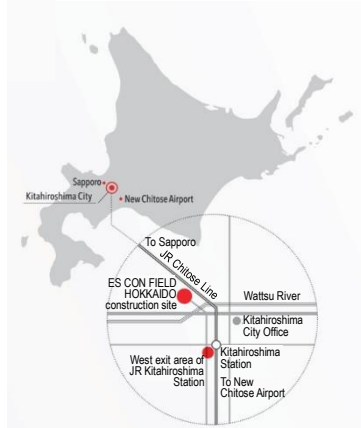 Sapporo
Kitahiroshima City
New Chitose Airport
To Sapporo
JR Chitose Line
ES CON FIELD
HOKKAIDO
construction site
Wattsu River
Kitahiroshima
City Office
West exit area of
JR Kitahiroshima
Station
Kitahiroshima
Station
To New
Chitose Airport